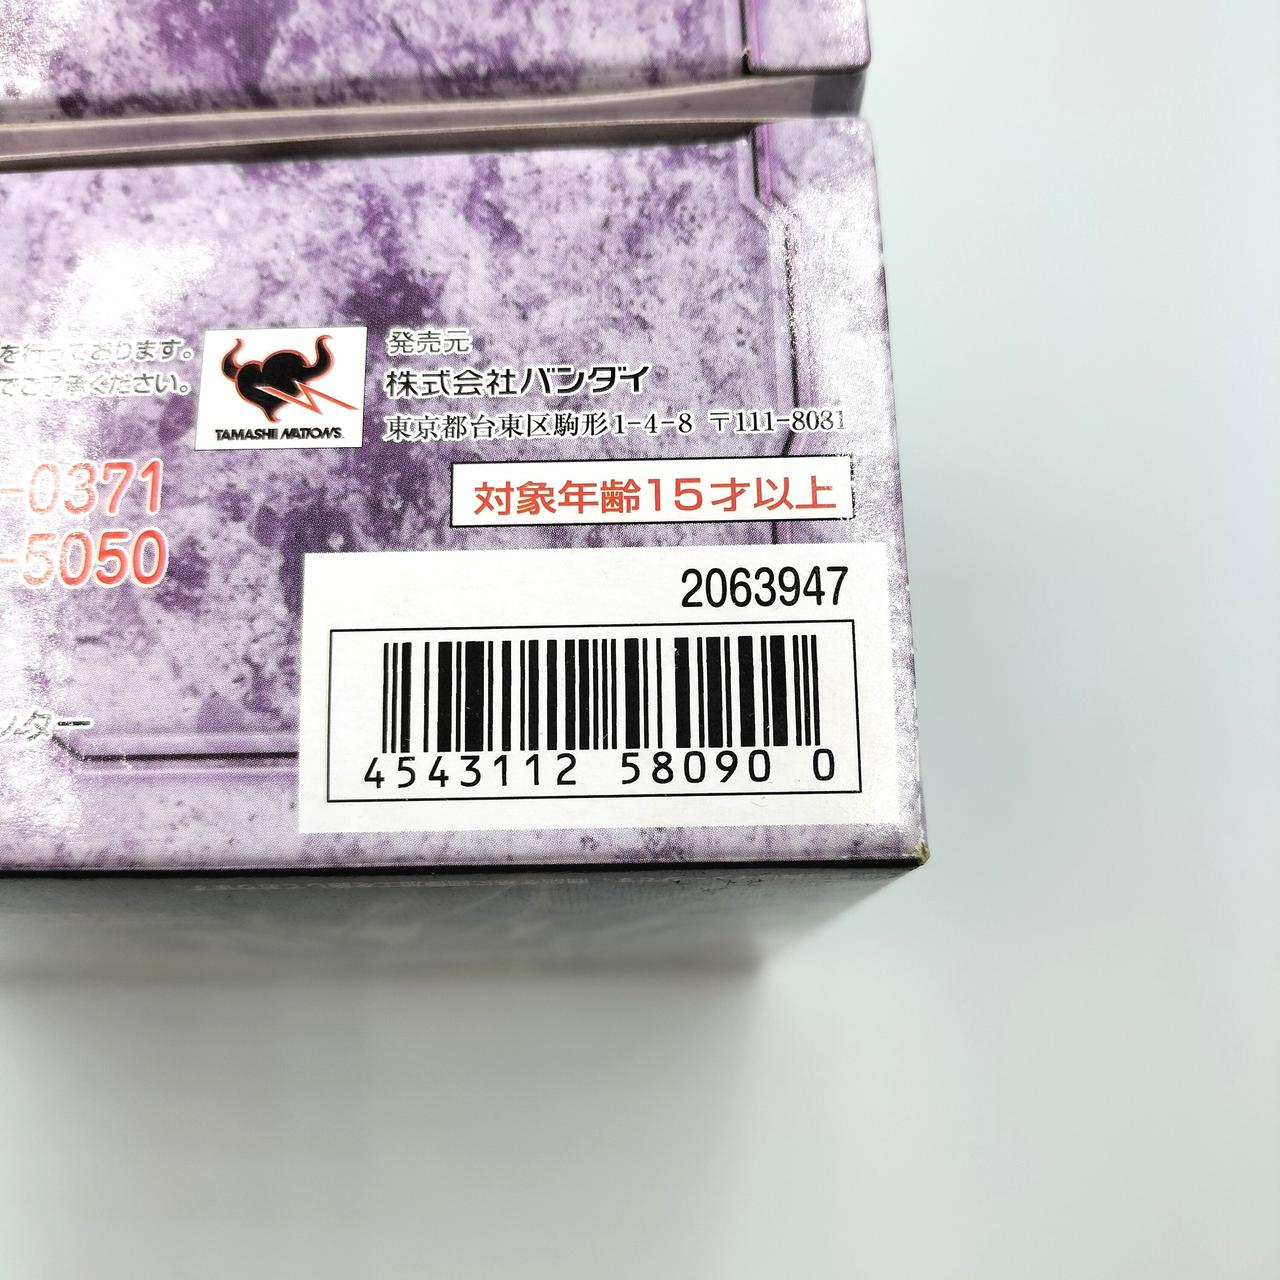 を行っております。
てご了承ください。
TAMASHII NATIONS
発売元
株式会社バンダイ
東京都台東区駒形1-4-8 〒111-8081
-0371
-5050
対象年齢15才以上
2063947
4543112 58090 0
ンター